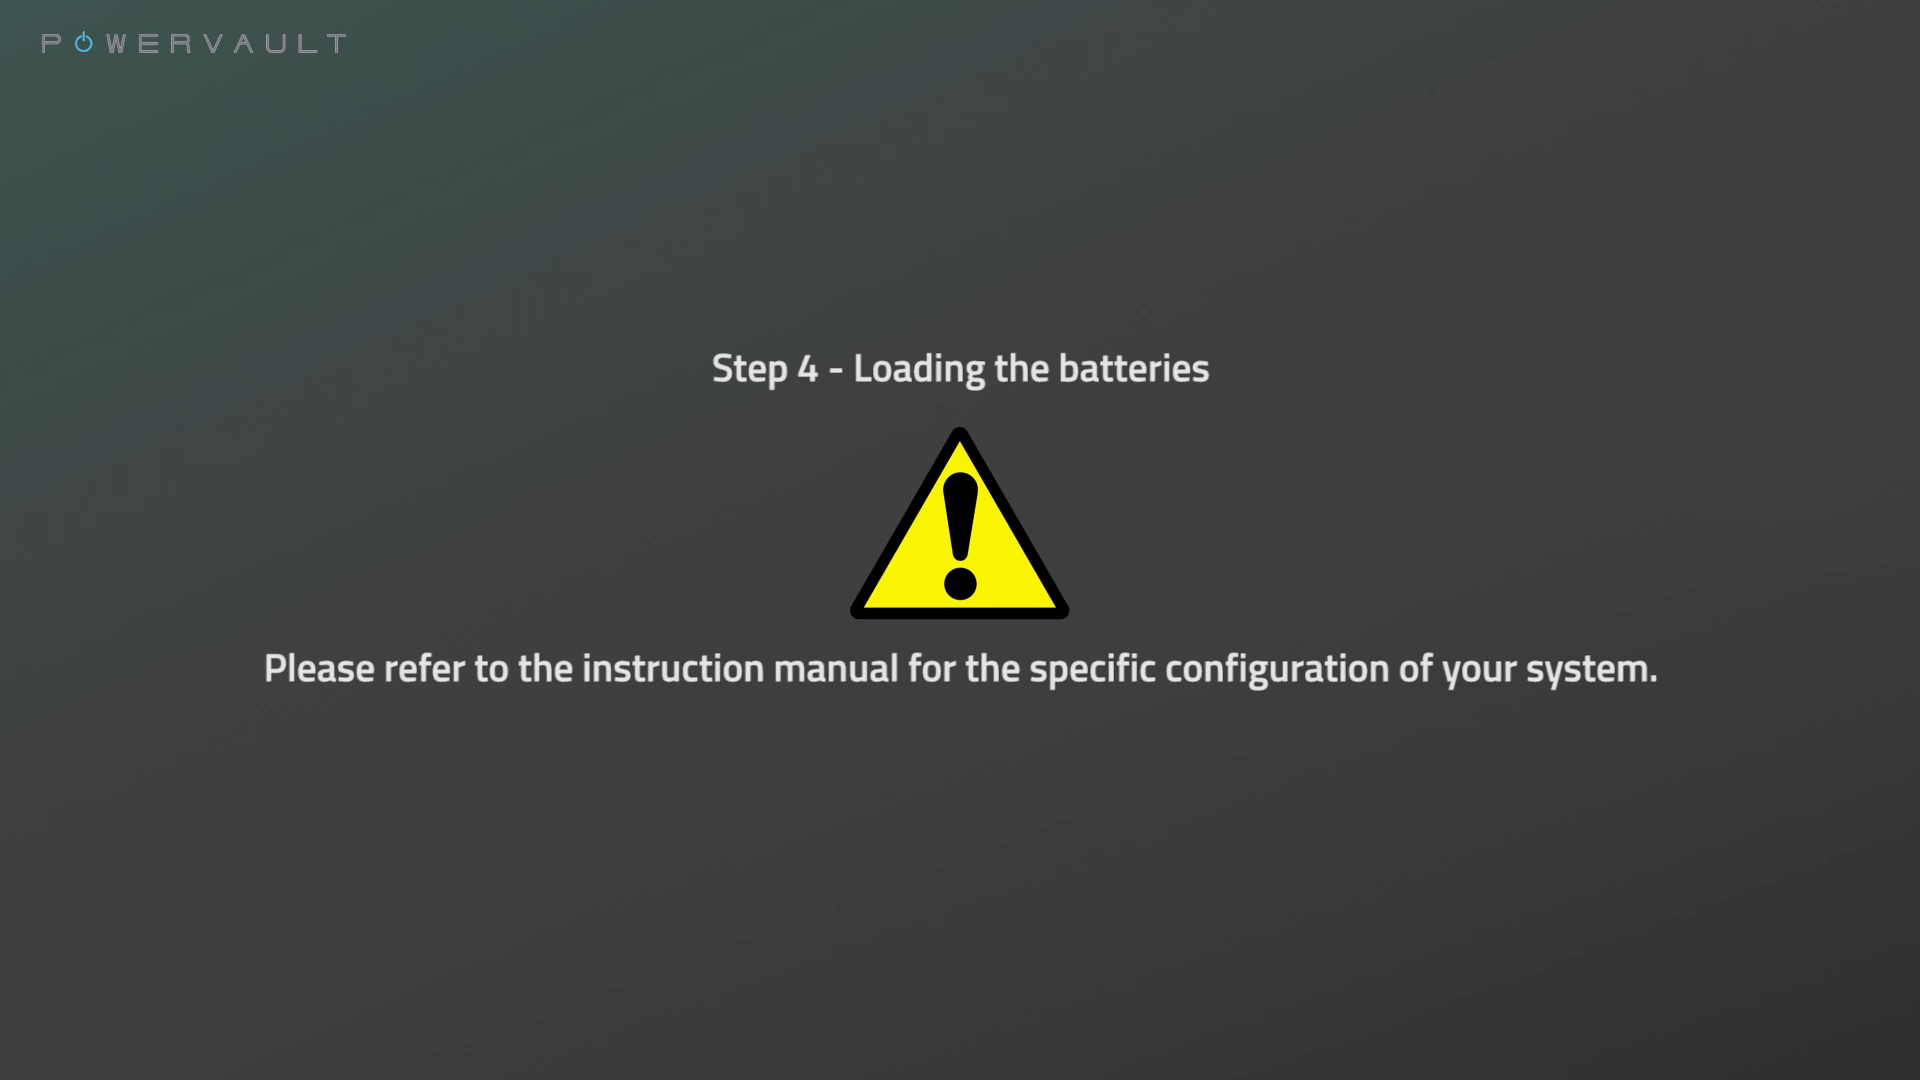 POWERVAULT
Step 4 - Loading the batteries
Please refer to the instruction manual for the specific configuration of your system.